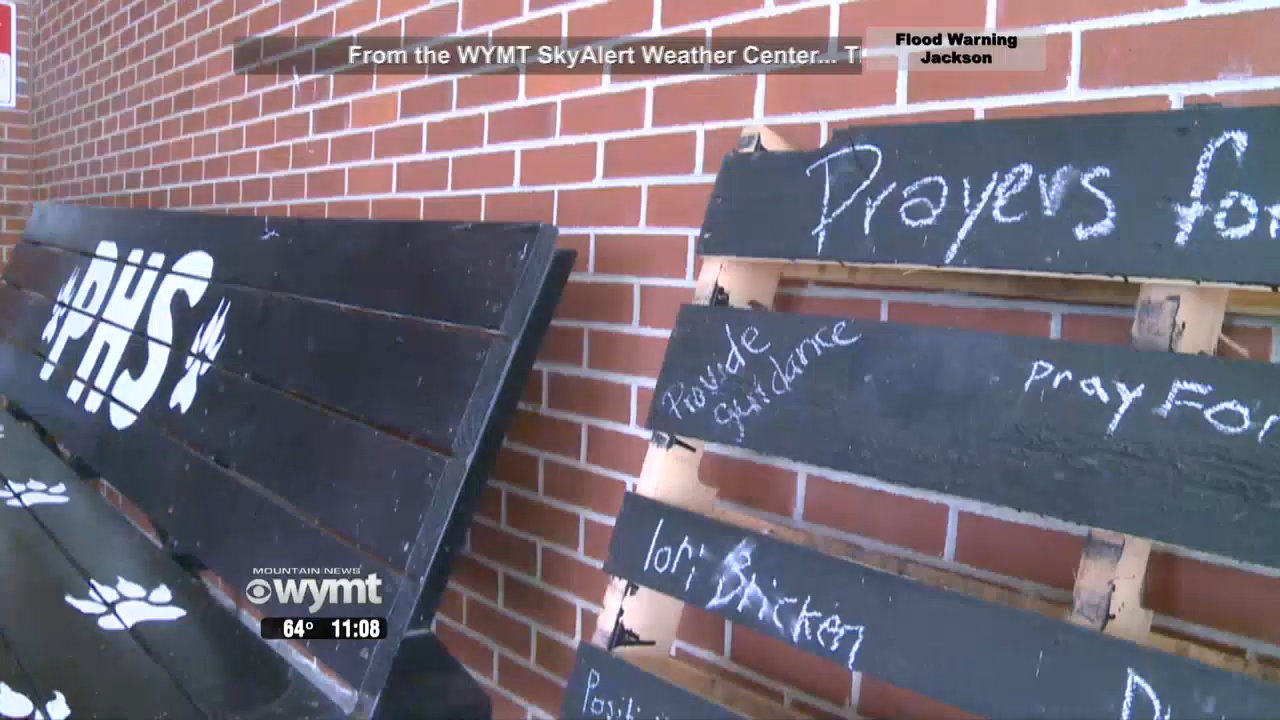 From the WYMT SkyAlert Weather Center...
Flood Warning
Jackson
Prayers for
PHS
Provide
guidance
pray For
lori Bricken
MOUNTAIN NEWS
wymt
64° 11:08